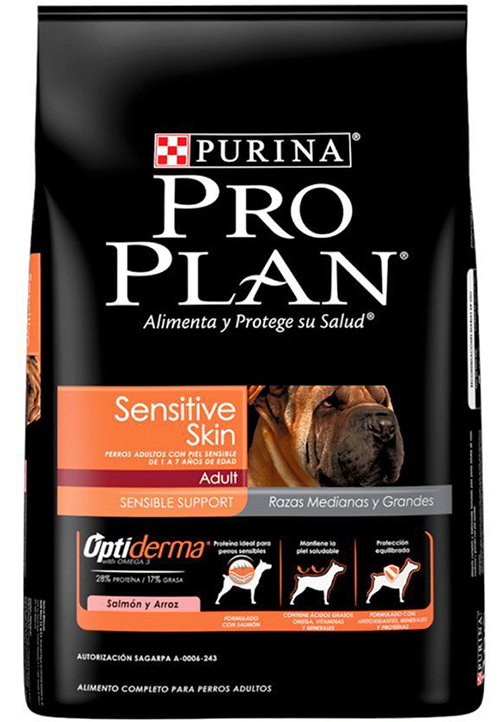 PURINA®
PRO
PLAN®
Alimenta y Protege su Salud®
Sensitive
Skin
PERROS ADULTOS CON PIEL SENSIBLE
DE 1 A 7 AÑOS DE EDAD
Adult
SENSIBLE SUPPORT
Razas Medianas y Grandes
Optiderma®
with OMEGA 3
28% PROTEÍNA / 17% GRASA
Salmón y Arroz
Proteína ideal para
perros sensibles
FORMULADO
CON SALMÓN
Mantiene la
piel saludable
CONTIENE ÁCIDOS GRASOS
OMEGA, VITAMINAS
Y MINERALES
Protección
equilibrada
FORMULADO CON
ANTIOXIDANTES, MINERALES
Y PROTEÍNAS
AUTORIZACIÓN SAGARPA A-0006-243
ALIMENTO COMPLETO PARA PERROS ADULTOS